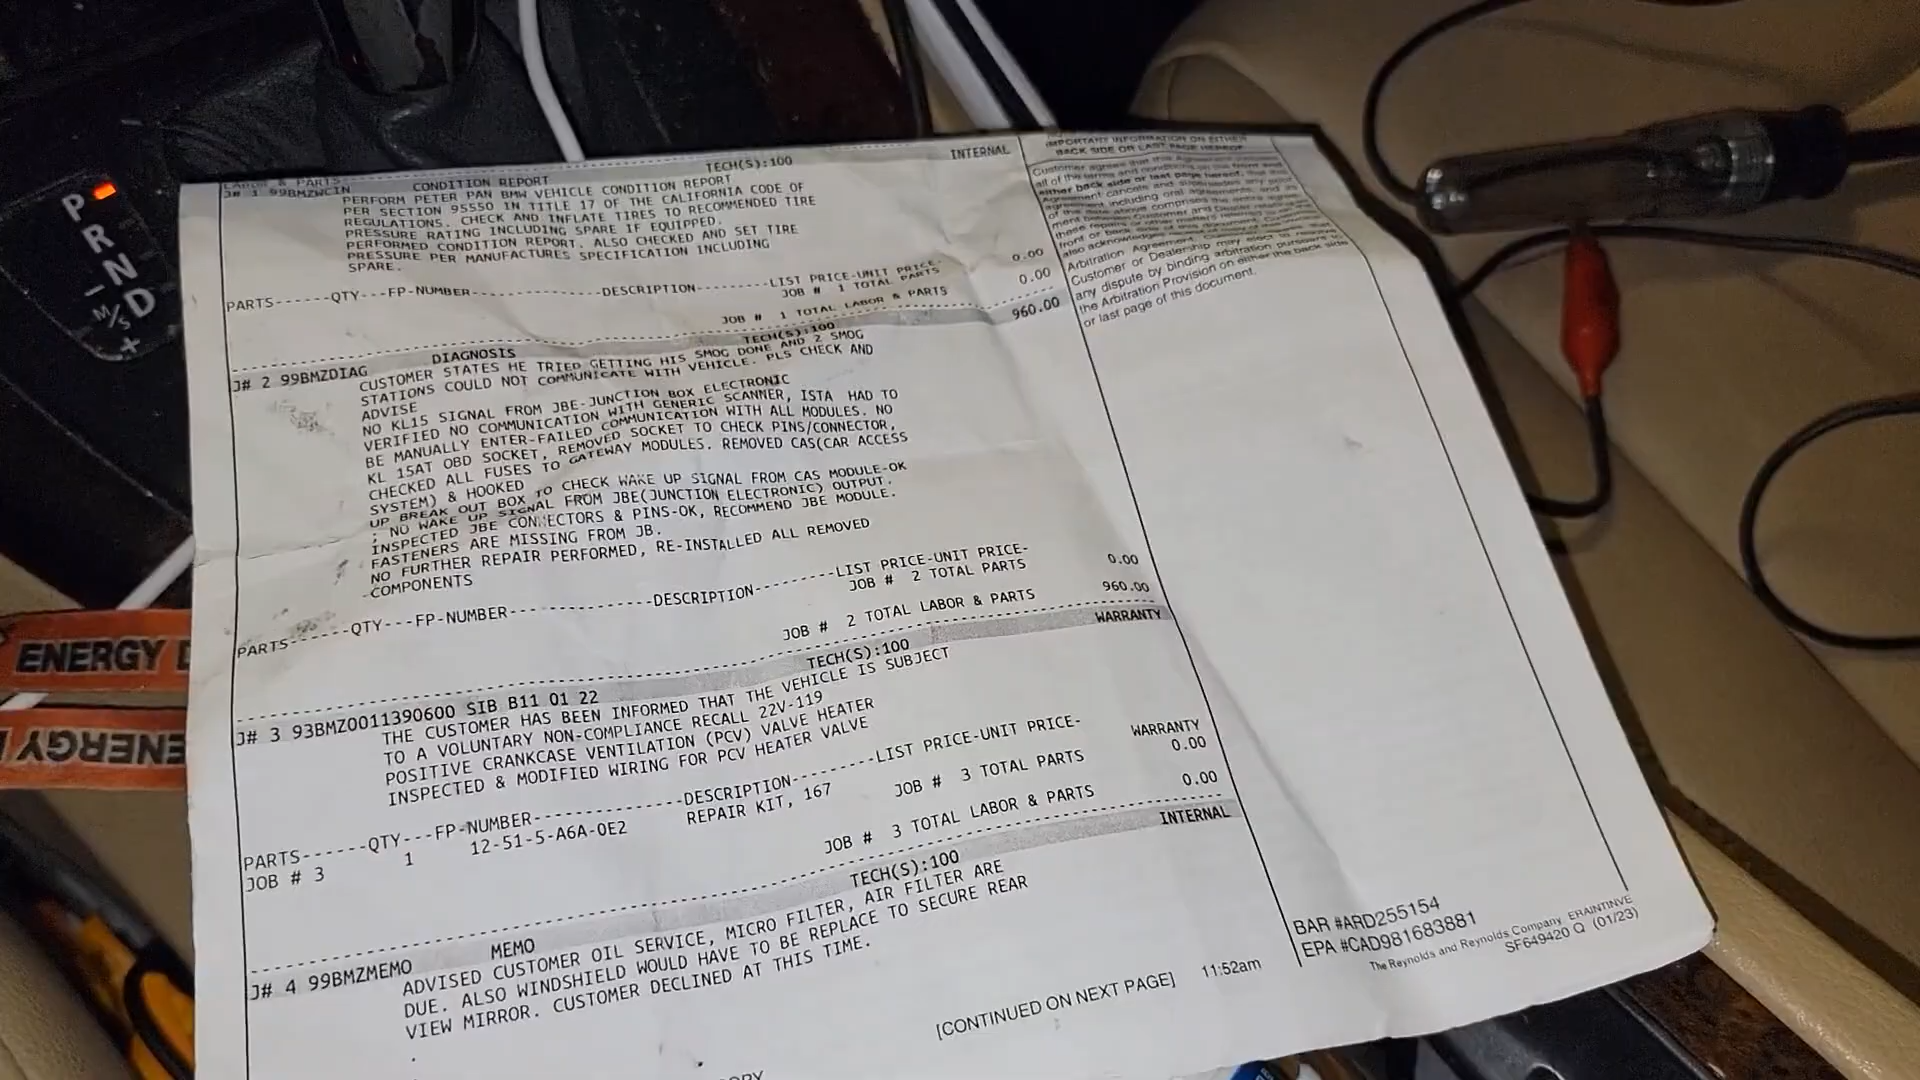 P
R
N
D
M/S
+
ENERGY
ENERGY
LABOR & PARTS
J# 1 99BMZWCIN CONDITION REPORT TECH(S):100 INTERNAL
PERFORM PETER PAN BMW VEHICLE CONDITION REPORT
PER SECTION 95550 IN TITLE 17 OF THE CALIFORNIA CODE OF
REGULATIONS. CHECK AND INFLATE TIRES TO RECOMMENDED TIRE
PRESSURE RATING INCLUDING SPARE IF EQUIPPED.
PERFORMED CONDITION REPORT. ALSO CHECKED AND SET TIRE
PRESSURE PER MANUFACTURES SPECIFICATION INCLUDING
SPARE.
PARTS------QTY---FP-NUMBER---------------DESCRIPTION---------LIST PRICE-UNIT PRICE-
JOB # 1 TOTAL PARTS 0.00
JOB # 1 TOTAL LABOR & PARTS 0.00
J# 2 99BMZDIAG DIAGNOSIS TECH(S):100 960.00
CUSTOMER STATES HE TRIED GETTING HIS SMOG DONE AND 2 SMOG
STATIONS COULD NOT COMMUNICATE WITH VEHICLE. PLS CHECK AND
ADVISE
NO KL15 SIGNAL FROM JBE-JUNCTION BOX ELECTRONIC
VERIFIED NO COMMUNICATION WITH GENERIC SCANNER, ISTA HAD TO
BE MANUALLY ENTER-FAILED COMMUNICATION WITH ALL MODULES. NO
KL 15AT OBD SOCKET, REMOVED SOCKET TO CHECK PINS/CONNECTOR,
CHECKED ALL FUSES TO GATEWAY MODULES. REMOVED CAS(CAR ACCESS
SYSTEM) & HOOKED
UP BREAK OUT BOX TO CHECK WAKE UP SIGNAL FROM CAS MODULE-OK
; NO WAKE UP SIGNAL FROM JBE(JUNCTION ELECTRONIC) OUTPUT.
INSPECTED JBE CONNECTORS & PINS-OK, RECOMMEND JBE MODULE.
FASTENERS ARE MISSING FROM JB.
NO FURTHER REPAIR PERFORMED, RE-INSTALLED ALL REMOVED
COMPONENTS
PARTS------QTY---FP-NUMBER---------------DESCRIPTION---------LIST PRICE-UNIT PRICE-
JOB # 2 TOTAL PARTS 0.00
JOB # 2 TOTAL LABOR & PARTS 960.00
J# 3 93BMZ0011390600 SIB B11 01 22 TECH(S):100 WARRANTY
THE CUSTOMER HAS BEEN INFORMED THAT THE VEHICLE IS SUBJECT
TO A VOLUNTARY NON-COMPLIANCE RECALL 22V-119
POSITIVE CRANKCASE VENTILATION (PCV) VALVE HEATER
INSPECTED & MODIFIED WIRING FOR PCV HEATER VALVE
PARTS------QTY---FP-NUMBER---------------DESCRIPTION---------LIST PRICE-UNIT PRICE-
JOB # 3 1 12-51-5-A6A-0E2 REPAIR KIT, 167 WARRANTY
JOB # 3 TOTAL PARTS 0.00
JOB # 3 TOTAL LABOR & PARTS 0.00
J# 4 99BMZMEMO MEMO TECH(S):100 INTERNAL
ADVISED CUSTOMER OIL SERVICE, MICRO FILTER, AIR FILTER ARE
DUE. ALSO WINDSHIELD WOULD HAVE TO BE REPLACE TO SECURE REAR
VIEW MIRROR. CUSTOMER DECLINED AT THIS TIME.
[CONTINUED ON NEXT PAGE] 11:52am
IMPORTANT INFORMATION ON EITHER
BACK SIDE OR LAST PAGE HEREOF
Arbitration Agreement.
Customer or Dealership may elect to resolve
any dispute by binding arbitration pursuant to
the Arbitration Provision on either the back side
or last page of this document.
BAR #ARD255154
EPA #CAD981683881
The Reynolds and Reynolds Company ERAINTINVE
SF649420 Q (01/23)